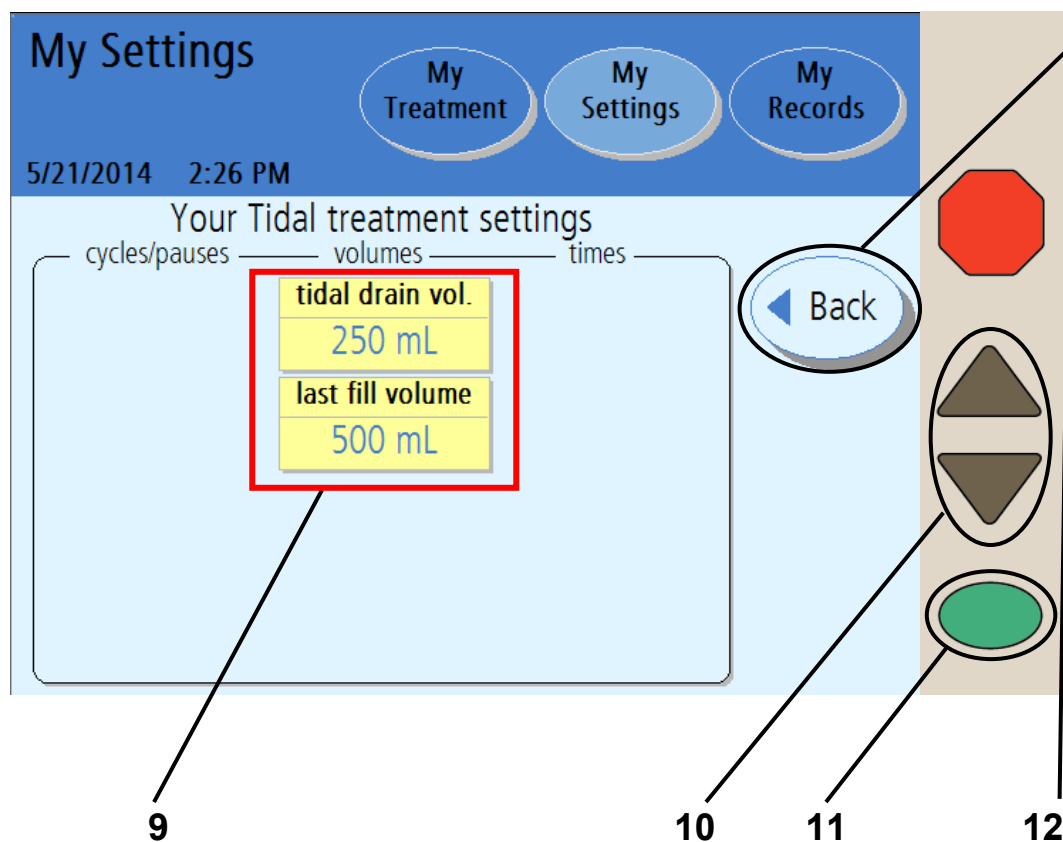 My Settings
My
Treatment
My
Settings
My
Records
5/21/2014 2:26 PM
Your Tidal treatment settings
cycles/pauses volumes times
tidal drain vol.
250 mL
last fill volume
500 mL
Back
9 10 11 12